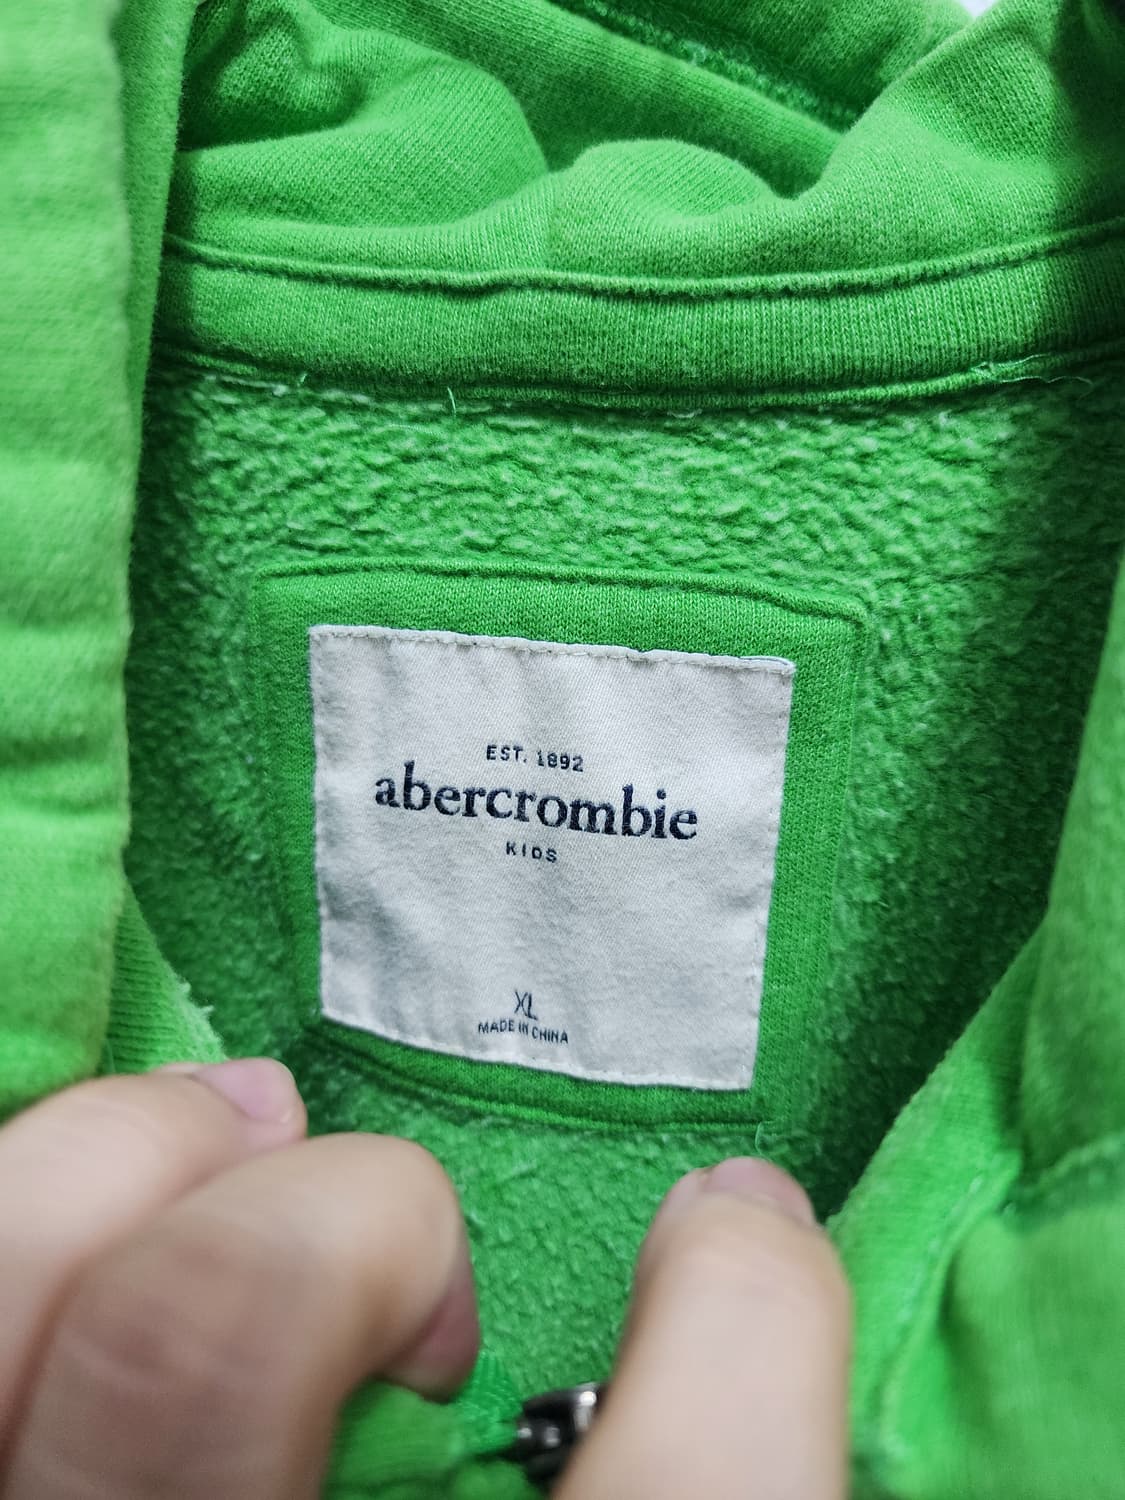 EST. 1892
abercrombie
KIDS
XL
MADE IN CHINA